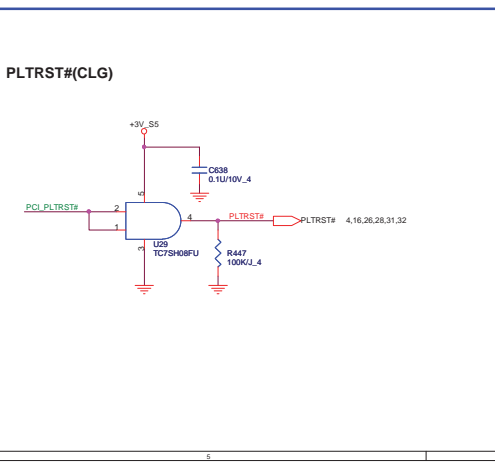 PLTRST#(CLG)
+3V_S5
C638
0.1U/10V_4
5
PCI_PLTRST#
2
1
4
PLTRST#
PLTRST# 4,16,26,28,31,32
3
U29
TC7SH08FU
R447
100K/J_4
5